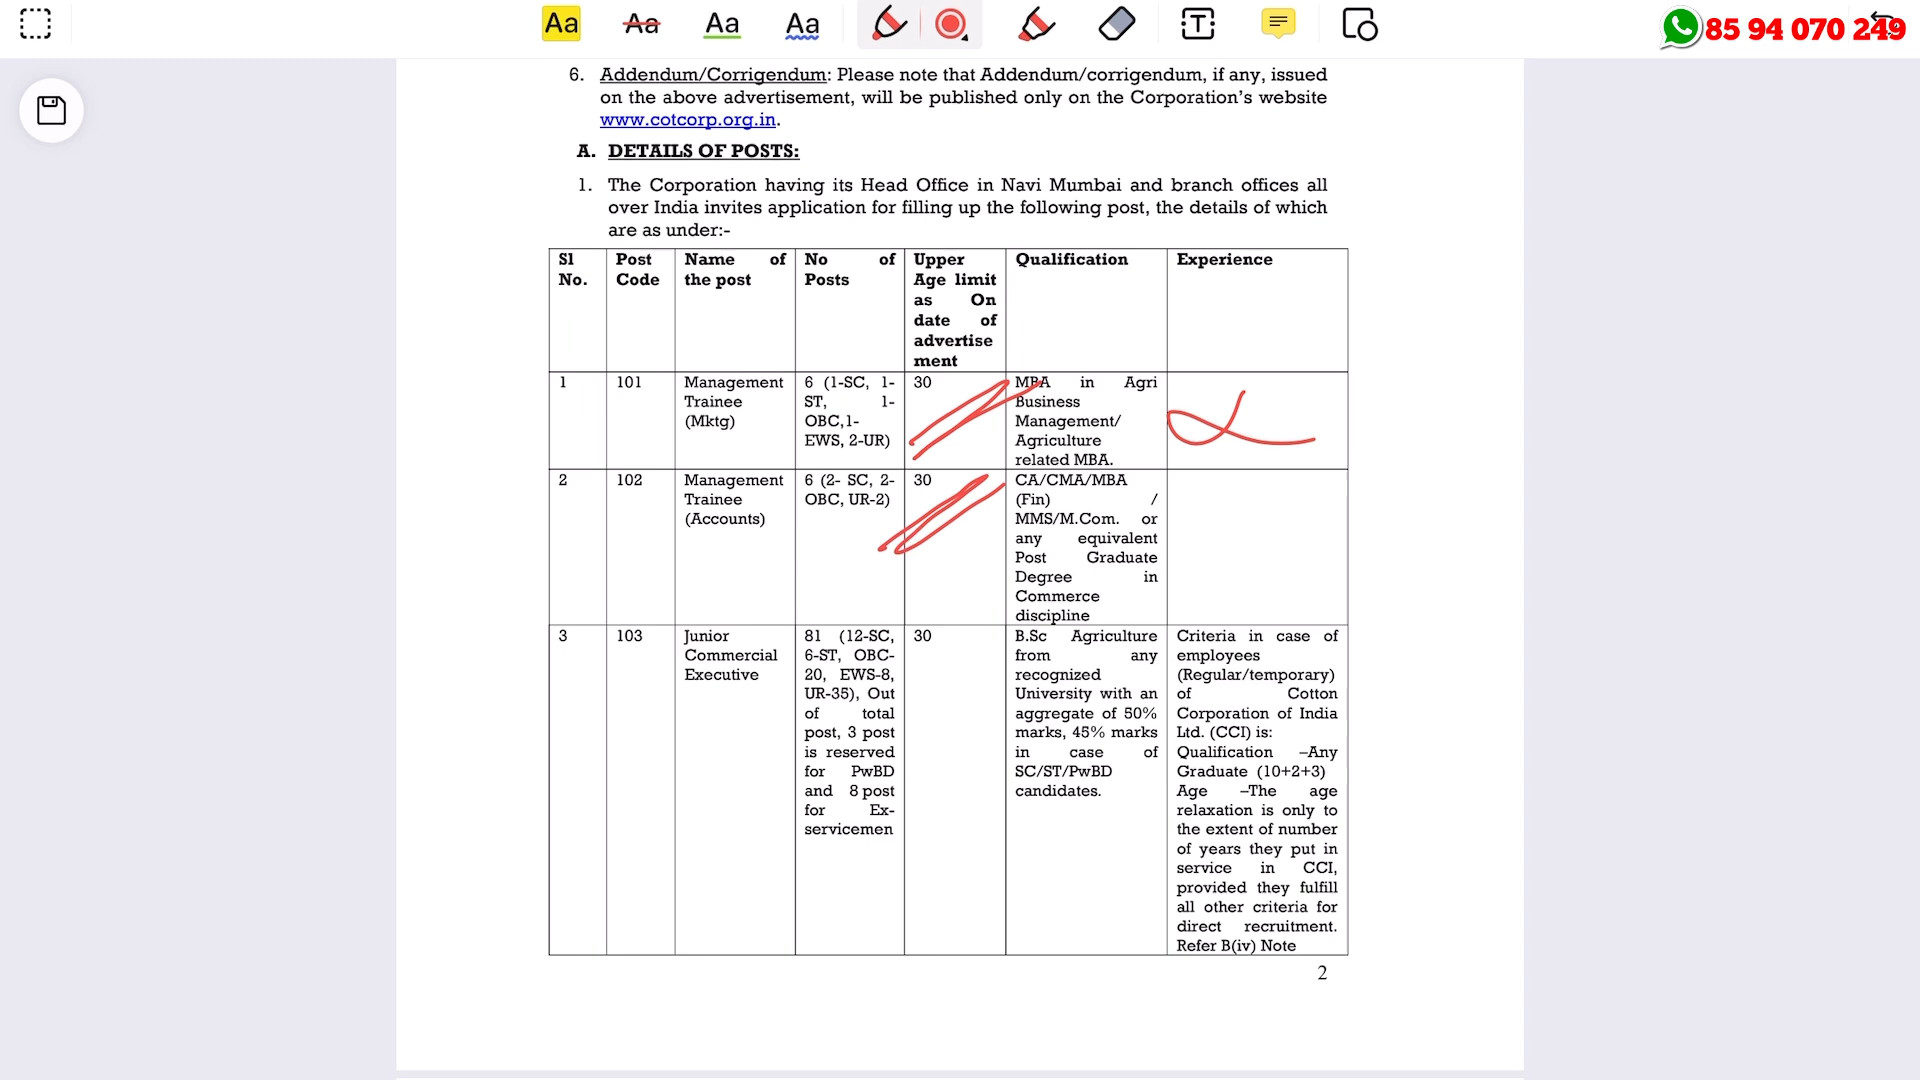 Aa Aa Aa Aa
85 94 070 249
6. Addendum/Corrigendum: Please note that Addendum/corrigendum, if any, issued
on the above advertisement, will be published only on the Corporation's website
www.cotcorp.org.in.
A. DETAILS OF POSTS:
1. The Corporation having its Head Office in Navi Mumbai and branch offices all
over India invites application for filling up the following post, the details of which
are as under:-
Sl
No.
Post
Code
Name of
the post
No of
Posts
Upper
Age limit
as On
date of
advertise
ment
Qualification
Experience
1
101
Management
Trainee
(Mktg)
6 (1-SC, 1-
ST, 1-
OBC,1-
EWS, 2-UR)
30
MBA in Agri
Business
Management/
Agriculture
related MBA.
2
102
Management
Trainee
(Accounts)
6 (2- SC, 2-
OBC, UR-2)
30
CA/CMA/MBA
(Fin) /
MMS/M.Com. or
any equivalent
Post Graduate
Degree in
Commerce
discipline
3
103
Junior
Commercial
Executive
81 (12-SC,
6-ST, OBC-
20, EWS-8,
UR-35), Out
of total
post, 3 post
is reserved
for PwBD
and 8 post
for Ex-
servicemen
30
B.Sc Agriculture
from any
recognized
University with an
aggregate of 50%
marks, 45% marks
in case of
SC/ST/PwBD
candidates.
Criteria in case of
employees
(Regular/temporary)
of Cotton
Corporation of India
Ltd. (CCI) is:
Qualification –Any
Graduate (10+2+3)
Age –The age
relaxation is only to
the extent of number
of years they put in
service in CCI,
provided they fulfill
all other criteria for
direct recruitment.
Refer B(iv) Note
2